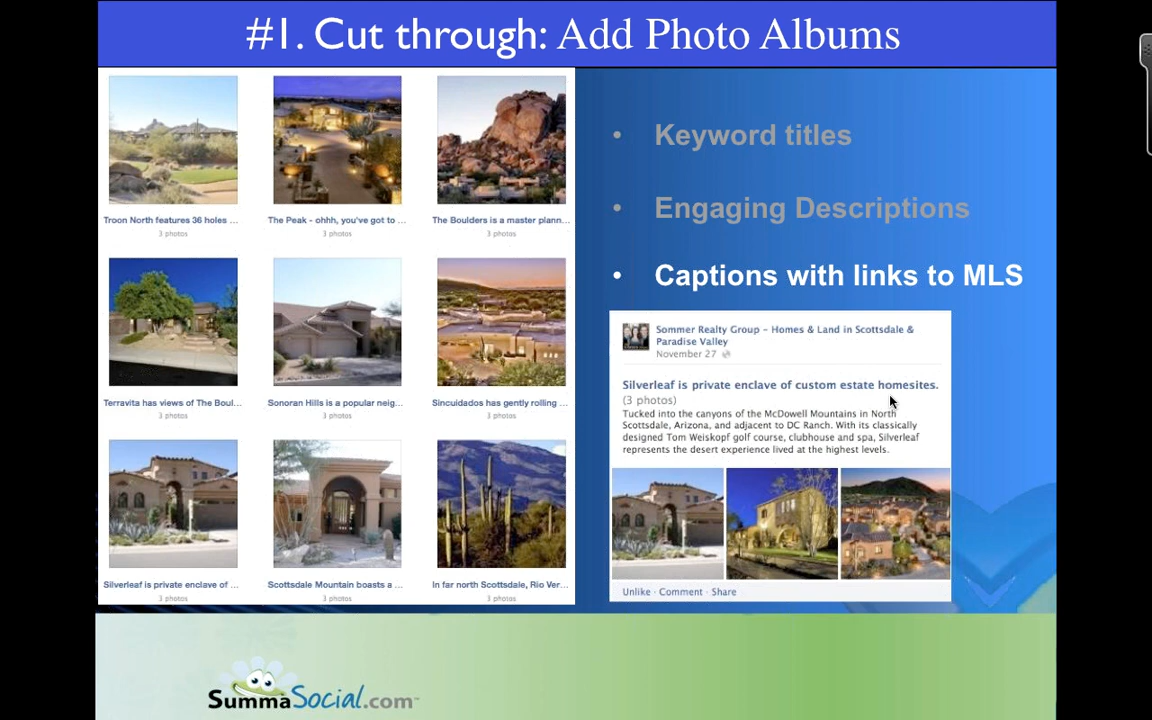 #1. Cut through: Add Photo Albums
Troon North features 36 holes ...
3 photos
The Peak - ohhh, you've got to ...
3 photos
The Boulders is a master plann...
3 photos
Terravita has views of The Boul...
3 photos
Sonoran Hills is a popular neig...
3 photos
Sincuidados has gently rolling ...
3 photos
Silverleaf is private enclave of ...
3 photos
Scottsdale Mountain boasts a ...
3 photos
In far north Scottsdale, Rio Ver...
3 photos
• Keyword titles
• Engaging Descriptions
• Captions with links to MLS
Sommer Realty Group - Homes & Land in Scottsdale &
Paradise Valley
November 27
Silverleaf is private enclave of custom estate homesites.
(3 photos)
Tucked into the canyons of the McDowell Mountains in North
Scottsdale, Arizona, and adjacent to DC Ranch. With its classically
designed Tom Weiskopf golf course, clubhouse and spa, Silverleaf
represents the desert experience lived at the highest levels.
Unlike · Comment · Share
SummaSocial.com™